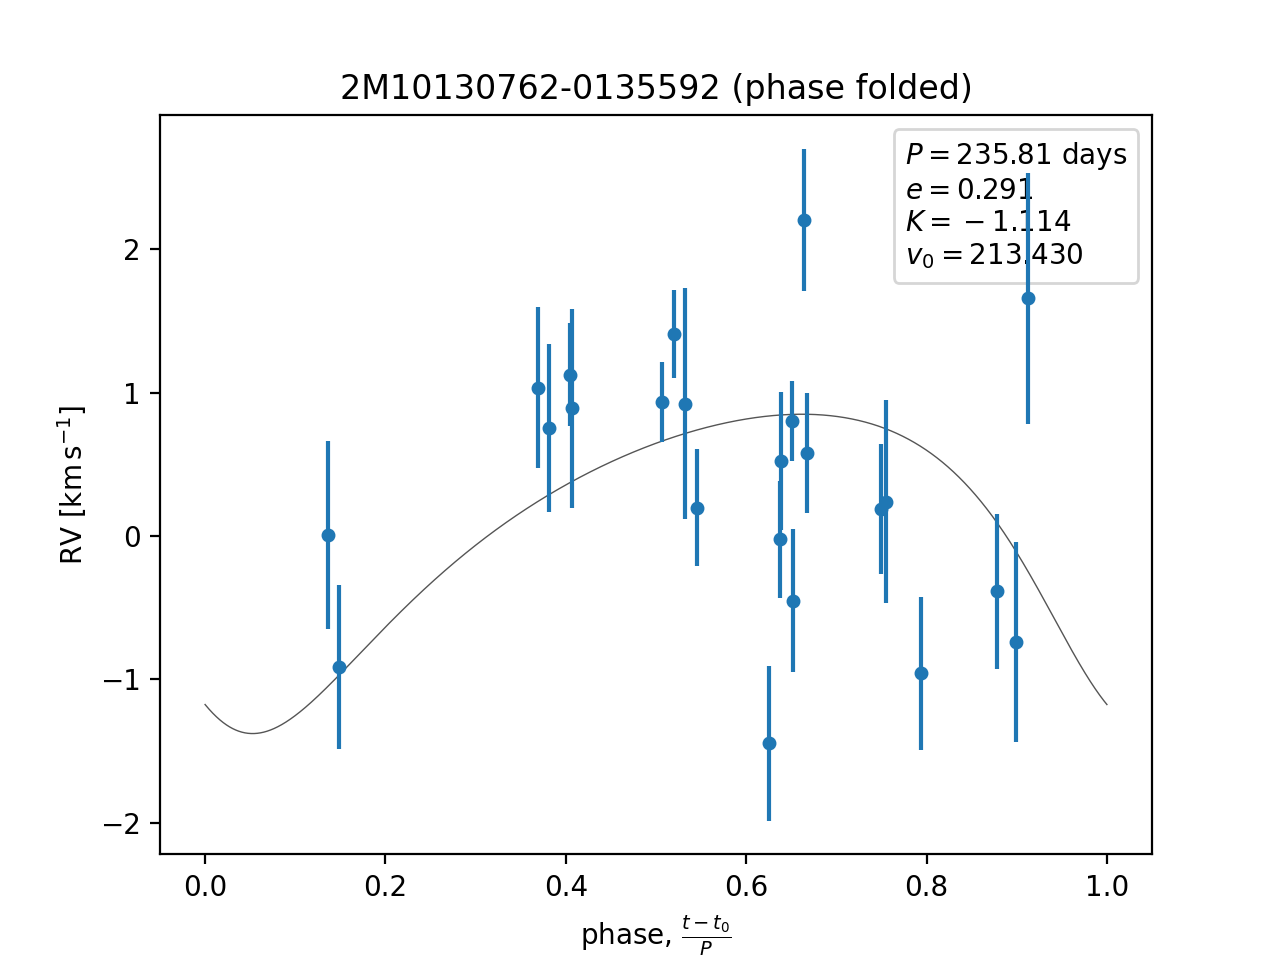 2M10130762-0135592 (phase folded)
P = 235.81 days
e = 0.291
K = −1.114
v₀ = 213.430
RV [km s⁻¹]
2
1
0
−1
−2
0.0 0.2 0.4 0.6 0.8 1.0
phase, (t − t₀)/P